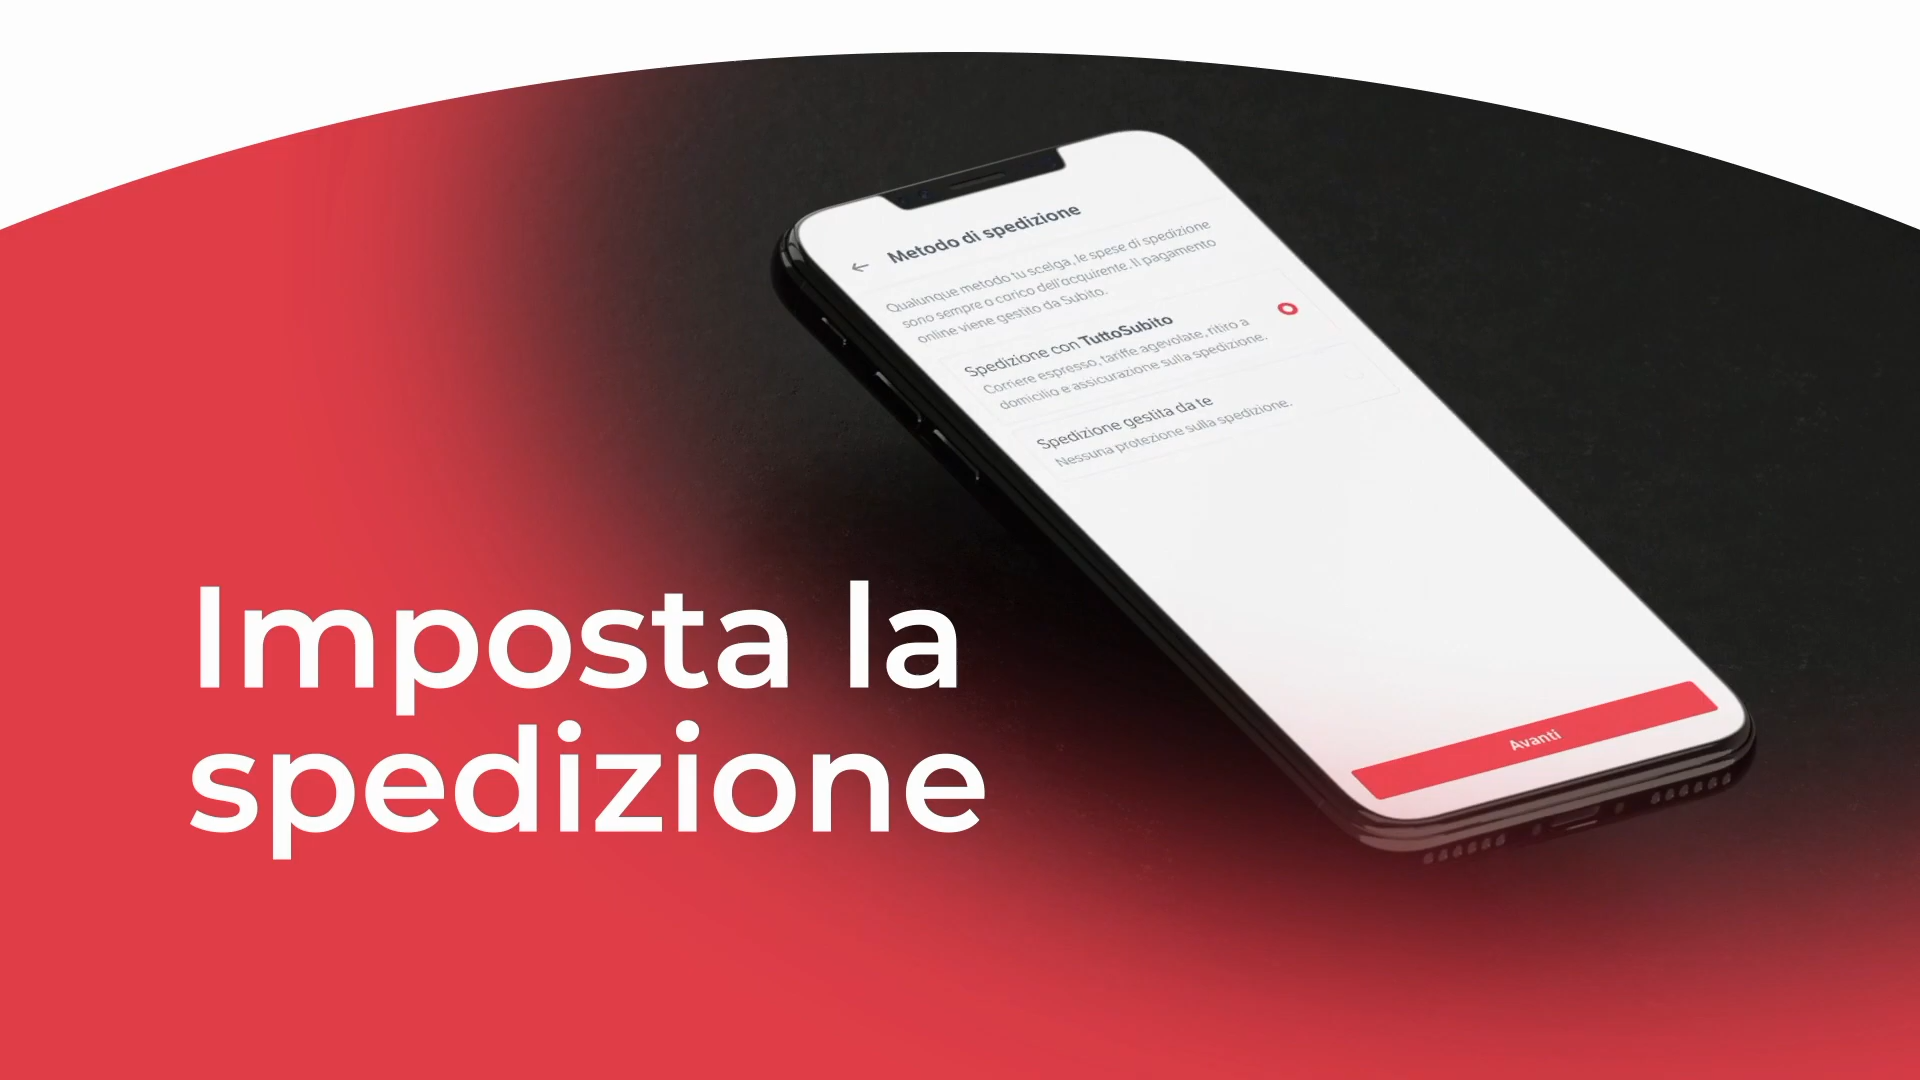 Metodo di spedizione
Qualunque metodo tu scelga, le spese di spedizione
sono sempre a carico dell'acquirente. Il pagamento
online viene gestito da Subito.
Spedizione con TuttoSubito
Corriere espresso, tariffe agevolate, ritiro a
domicilio e assicurazione sulla spedizione.
Spedizione gestita da te
Nessuna protezione sulla spedizione.
Avanti
Imposta la
spedizione